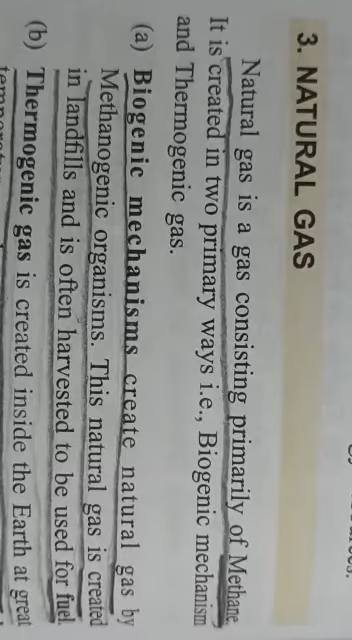 3. NATURAL GAS
Natural gas is a gas consisting primarily of Methane.
It is created in two primary ways i.e., Biogenic mechanism
and Thermogenic gas.
(a) Biogenic mechanisms create natural gas by
Methanogenic organisms. This natural gas is created
in landfills and is often harvested to be used for fuel.
(b) Thermogenic gas is created inside the Earth at great